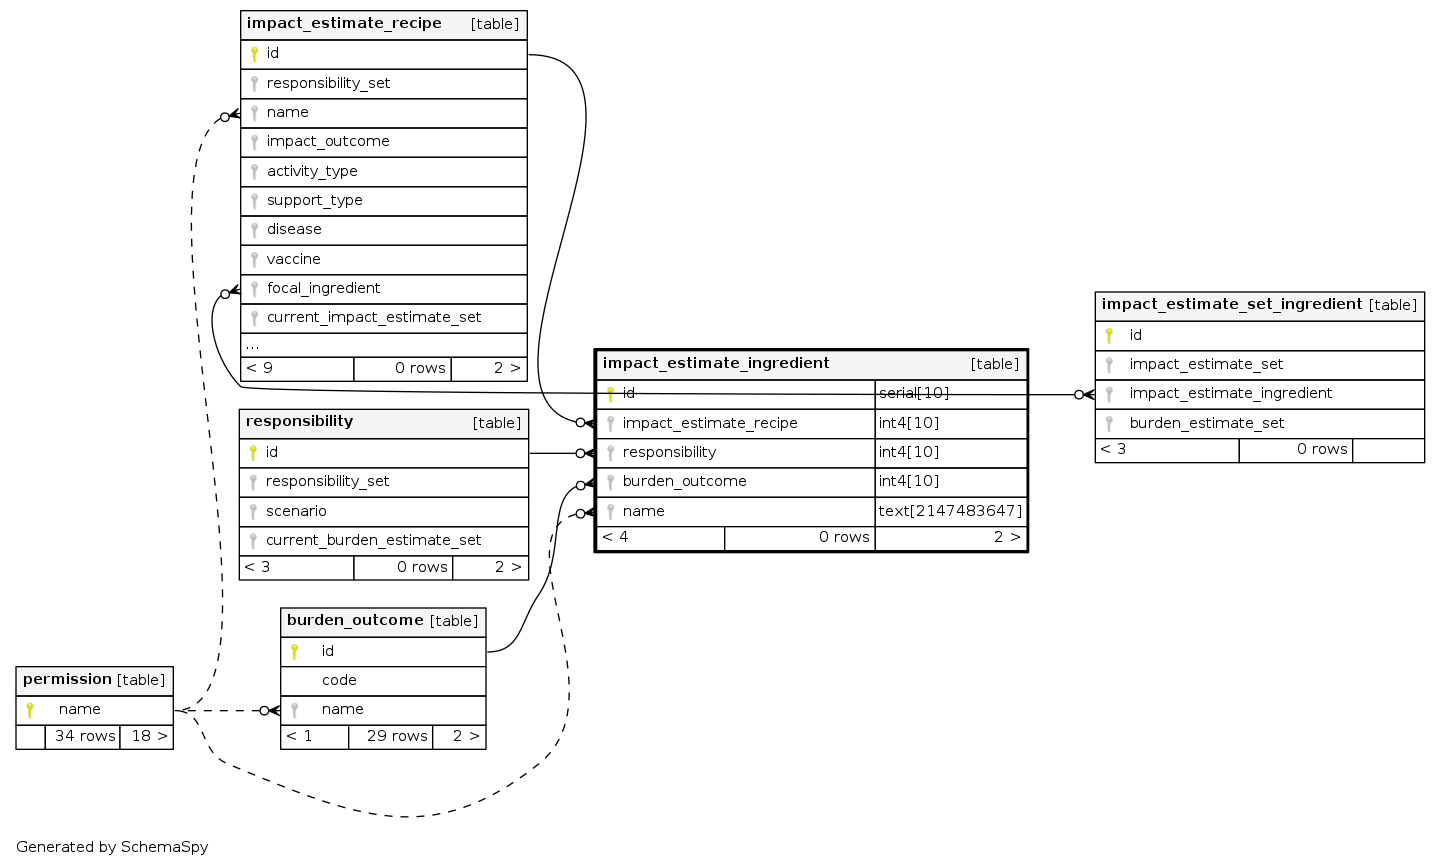 impact_estimate_recipe [table]
id
responsibility_set
name
impact_outcome
activity_type
support_type
disease
vaccine
focal_ingredient
current_impact_estimate_set
...
< 9 0 rows 2 >
responsibility [table]
id
responsibility_set
scenario
current_burden_estimate_set
< 3 0 rows 2 >
burden_outcome [table]
id
code
name
< 1 29 rows 2 >
permission [table]
name
34 rows 18 >
impact_estimate_ingredient [table]
id serial[10]
impact_estimate_recipe int4[10]
responsibility int4[10]
burden_outcome int4[10]
name text[2147483647]
< 4 0 rows 2 >
impact_estimate_set_ingredient [table]
id
impact_estimate_set
impact_estimate_ingredient
burden_estimate_set
< 3 0 rows
Generated by SchemaSpy